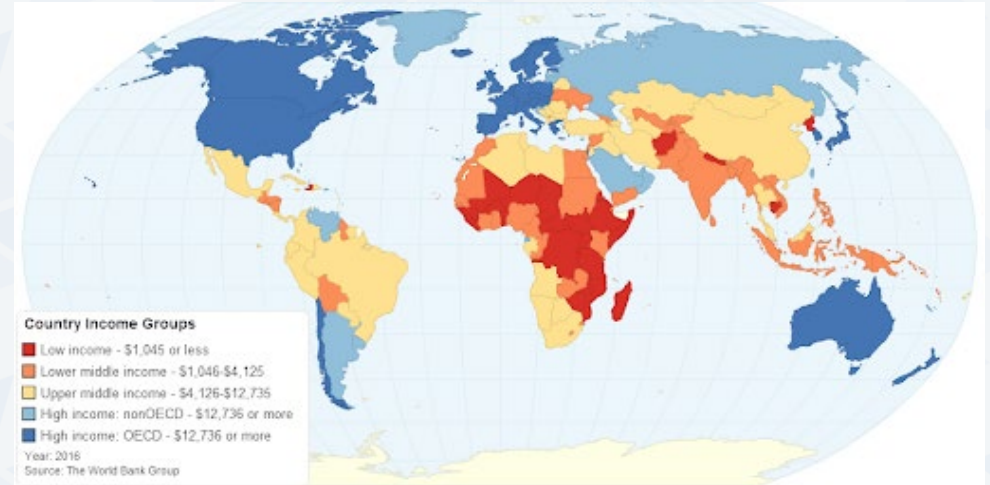 Country Income Groups
Low income - $1,045 or less
Lower middle income - $1,046-$4,125
Upper middle income - $4,126-$12,735
High income: nonOECD - $12,736 or more
High income: OECD - $12,736 or more
Year: 2016
Source: The World Bank Group